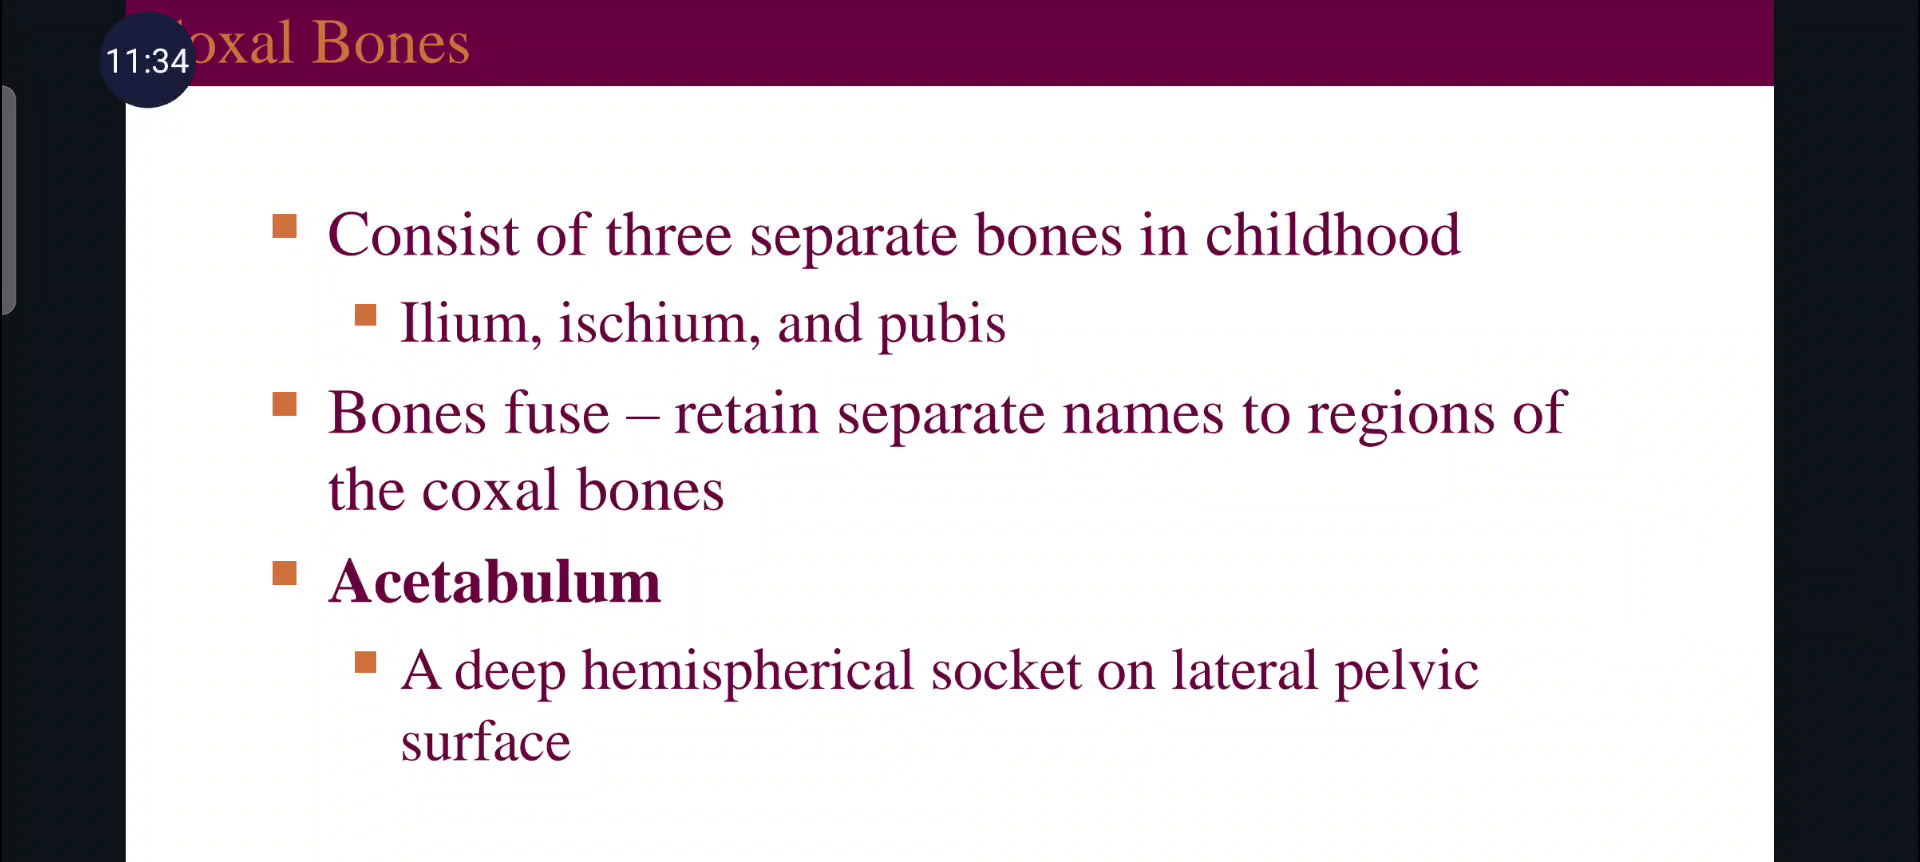 11:34
oxal Bones
Consist of three separate bones in childhood
Ilium, ischium, and pubis
Bones fuse – retain separate names to regions of
the coxal bones
Acetabulum
A deep hemispherical socket on lateral pelvic
surface